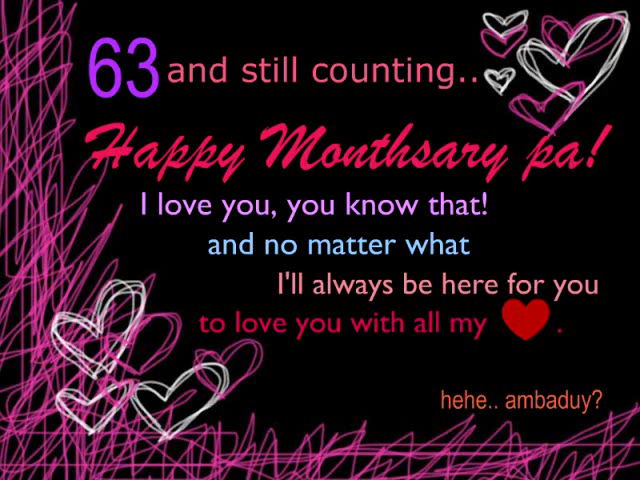 63 and still counting..
Happy Monthsary pa!
I love you, you know that!
and no matter what
I'll always be here for you
to love you with all my .
hehe.. ambaduy?